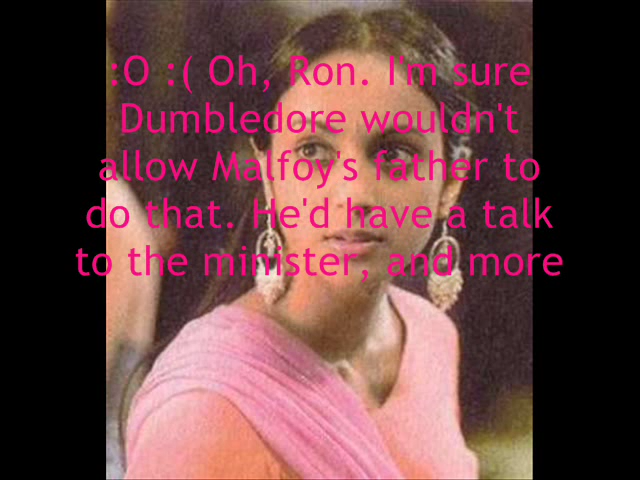 :O :( Oh, Ron. I'm sure
Dumbledore wouldn't
allow Malfoy's father to
do that. He'd have a talk
to the minister, and more